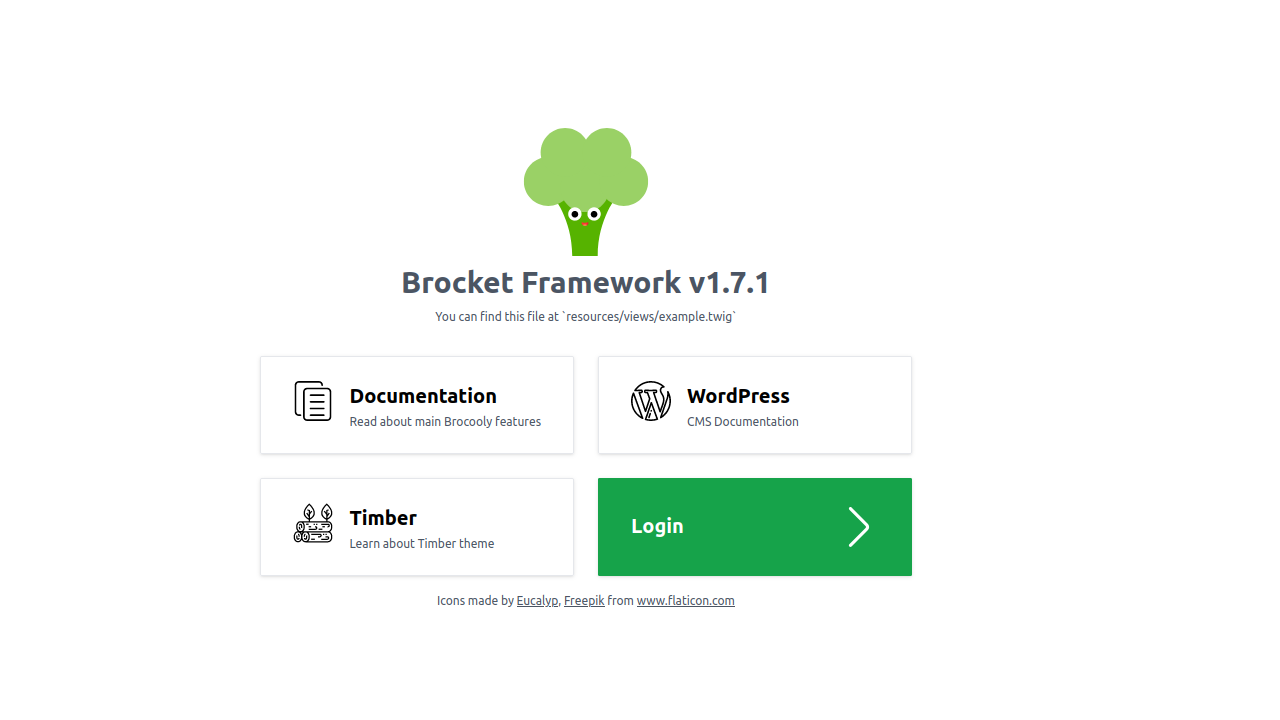 Brocket Framework v1.7.1
You can find this file at `resources/views/example.twig`
Documentation
Read about main Brocooly features
WordPress
CMS Documentation
Timber
Learn about Timber theme
Login
Icons made by Eucalyp, Freepik from www.flaticon.com